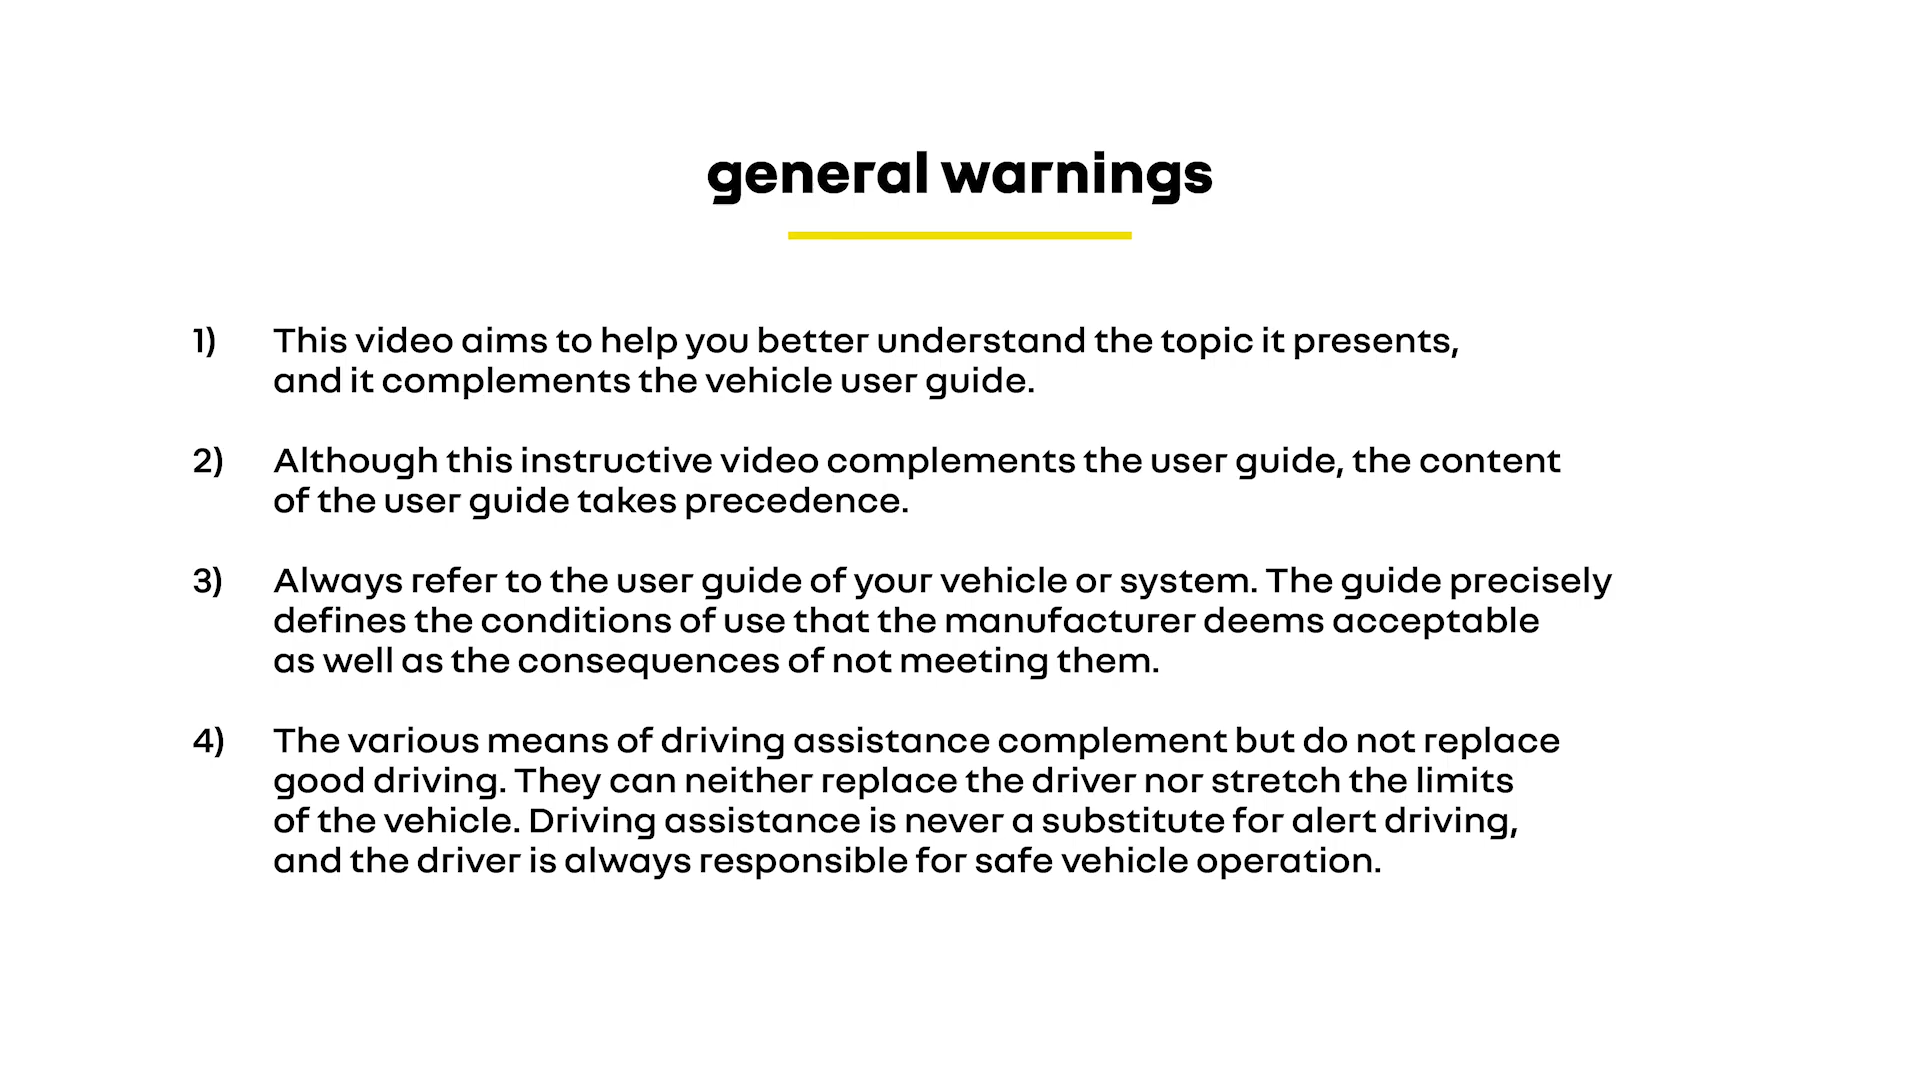 general warnings
1) This video aims to help you better understand the topic it presents,
and it complements the vehicle user guide.
2) Although this instructive video complements the user guide, the content
of the user guide takes precedence.
3) Always refer to the user guide of your vehicle or system. The guide precisely
defines the conditions of use that the manufacturer deems acceptable
as well as the consequences of not meeting them.
4) The various means of driving assistance complement but do not replace
good driving. They can neither replace the driver nor stretch the limits
of the vehicle. Driving assistance is never a substitute for alert driving,
and the driver is always responsible for safe vehicle operation.